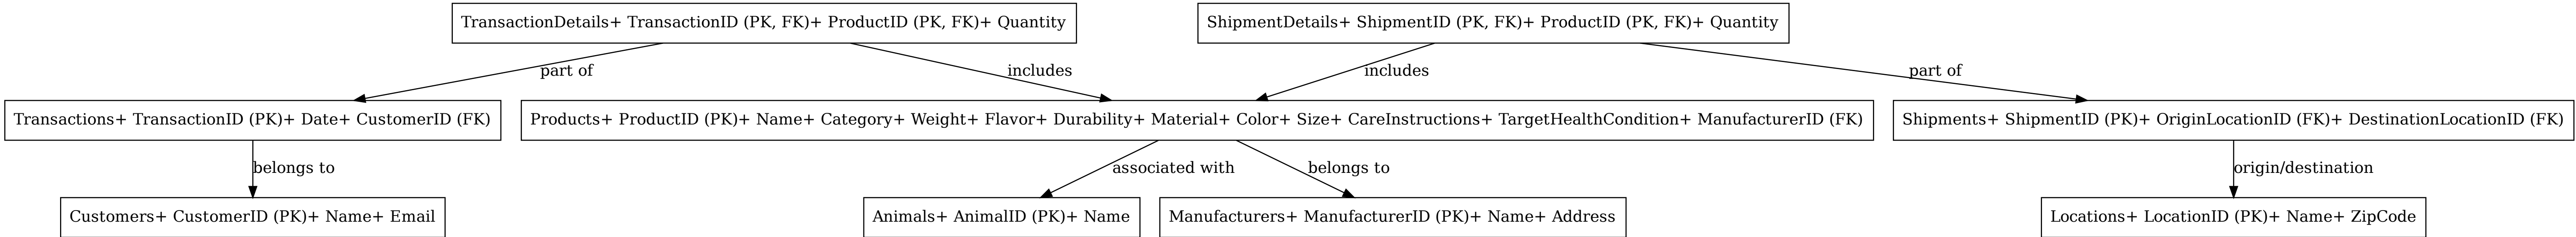 TransactionDetails+ TransactionID (PK, FK)+ ProductID (PK, FK)+ Quantity
ShipmentDetails+ ShipmentID (PK, FK)+ ProductID (PK, FK)+ Quantity
part of
includes
includes
part of
Transactions+ TransactionID (PK)+ Date+ CustomerID (FK)
Products+ ProductID (PK)+ Name+ Category+ Weight+ Flavor+ Durability+ Material+ Color+ Size+ CareInstructions+ TargetHealthCondition+ ManufacturerID (FK)
Shipments+ ShipmentID (PK)+ OriginLocationID (FK)+ DestinationLocationID (FK)
belongs to
associated with
belongs to
origin/destination
Customers+ CustomerID (PK)+ Name+ Email
Animals+ AnimalID (PK)+ Name
Manufacturers+ ManufacturerID (PK)+ Name+ Address
Locations+ LocationID (PK)+ Name+ ZipCode